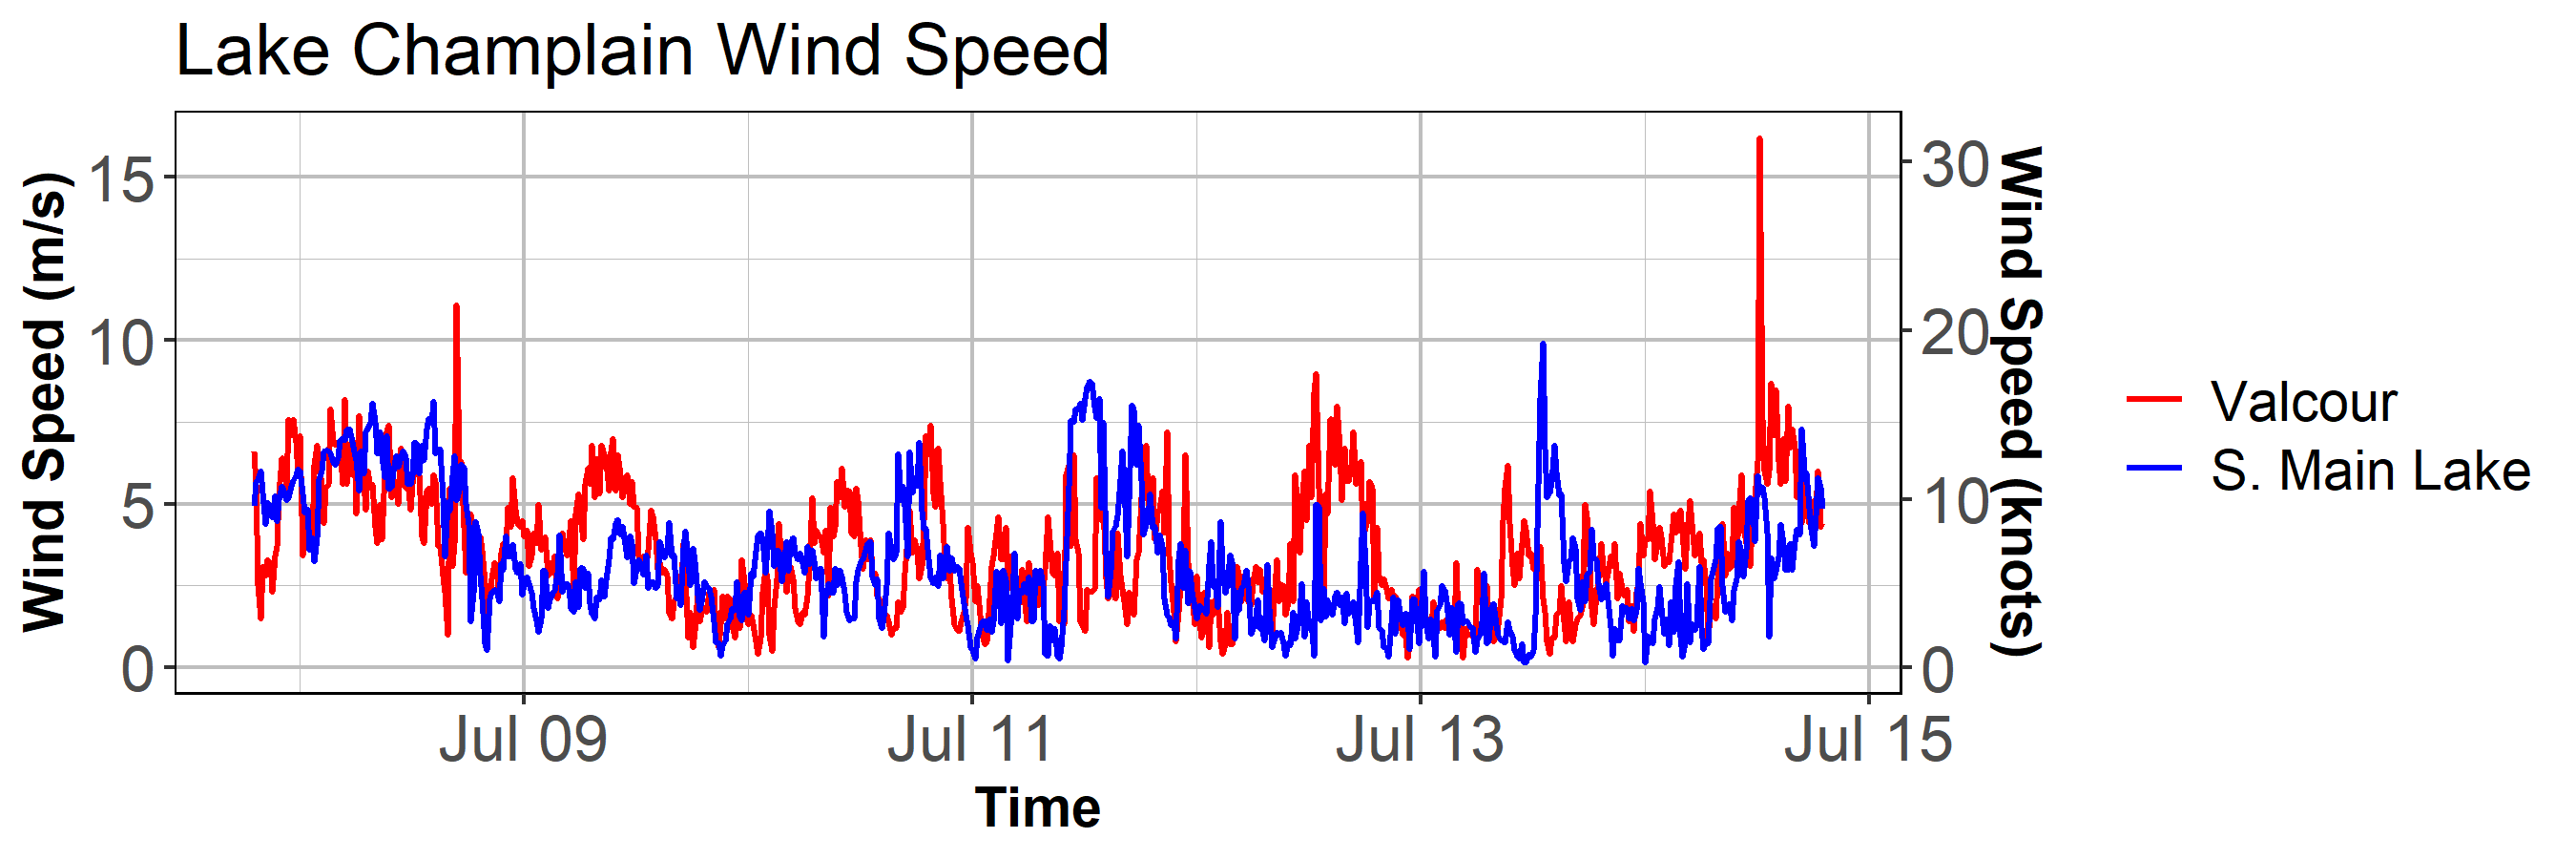 Lake Champlain Wind Speed
Wind Speed (m/s)
15
10
5
0
30
20
10
0
Wind Speed (knots)
Jul 09
Jul 11
Jul 13
Jul 15
Time
Valcour
S. Main Lake